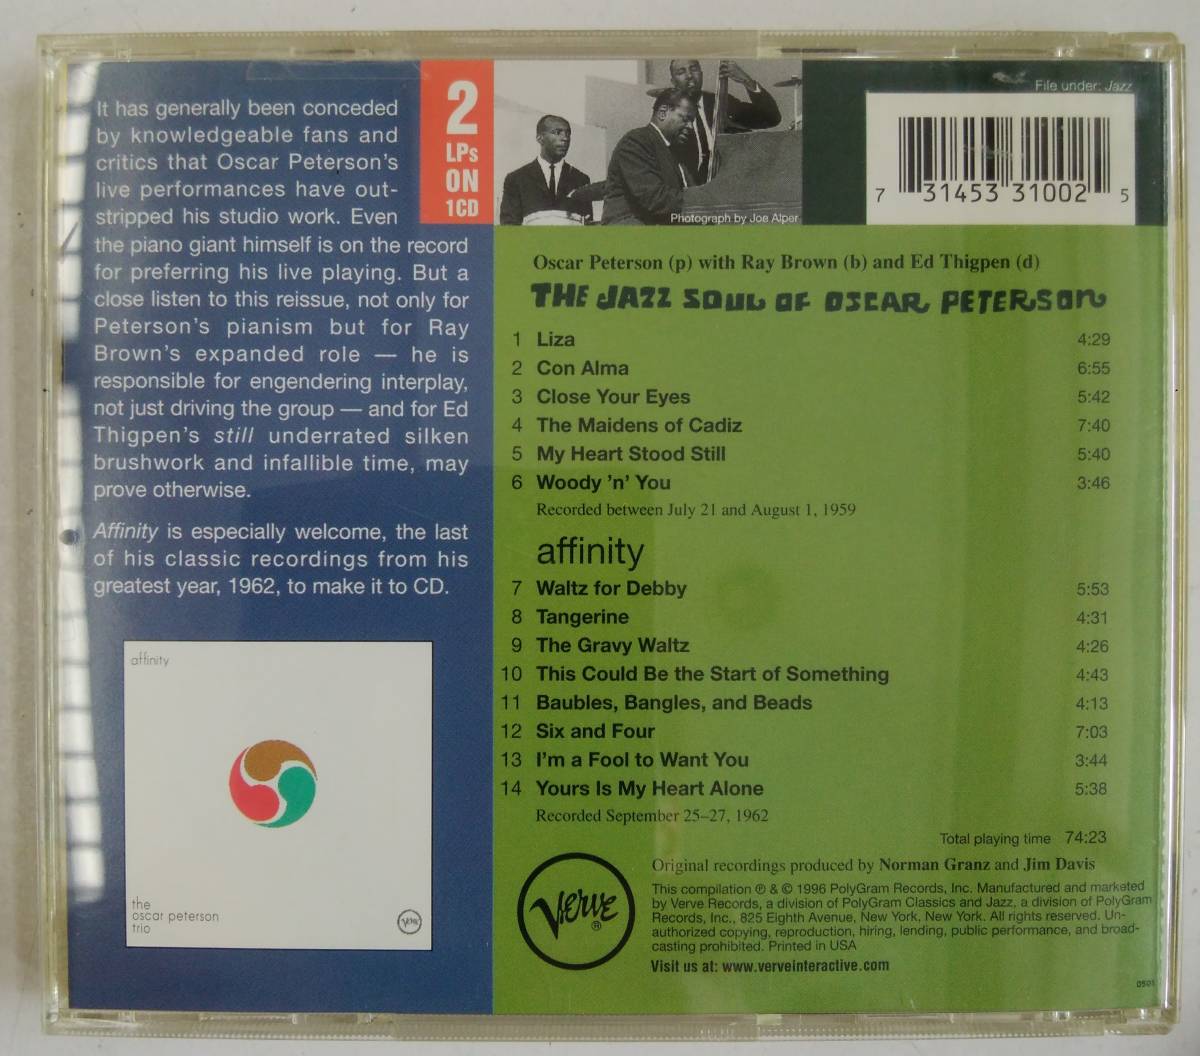 It has generally been conceded
by knowledgeable fans and
critics that Oscar Peterson's
live performances have out-
stripped his studio work. Even
the piano giant himself is on the record
for preferring his live playing. But a
close listen to this reissue, not only for
Peterson's pianism but for Ray
Brown's expanded role — he is
responsible for engendering interplay,
not just driving the group — and for Ed
Thigpen's still underrated silken
brushwork and infallible time, may
prove otherwise.
Affinity is especially welcome, the last
of his classic recordings from his
greatest year, 1962, to make it to CD.
affinity
the
oscar peterson
trio
Verve
2
LPs
ON
1CD
Photograph by Joe Alper
File under: Jazz
7 31453 31002 5
Oscar Peterson (p) with Ray Brown (b) and Ed Thigpen (d)
THE JAZZ SOUL OF OSCAR PETERSON
1 Liza 4:29
2 Con Alma 6:55
3 Close Your Eyes 5:42
4 The Maidens of Cadiz 7:40
5 My Heart Stood Still 5:40
6 Woody 'n' You 3:46
Recorded between July 21 and August 1, 1959
affinity
7 Waltz for Debby 5:53
8 Tangerine 4:31
9 The Gravy Waltz 4:26
10 This Could Be the Start of Something 4:43
11 Baubles, Bangles, and Beads 4:13
12 Six and Four 7:03
13 I'm a Fool to Want You 3:44
14 Yours Is My Heart Alone 5:38
Recorded September 25–27, 1962
Total playing time 74:23
Original recordings produced by Norman Granz and Jim Davis
Verve ®
This compilation ℗ & © 1996 PolyGram Records, Inc. Manufactured and marketed
by Verve Records, a division of PolyGram Classics and Jazz, a division of PolyGram
Records, Inc., 825 Eighth Avenue, New York, New York. All rights reserved. Un-
authorized copying, reproduction, hiring, lending, public performance, and broad-
casting prohibited. Printed in USA
Visit us at: www.verveinteractive.com
0501